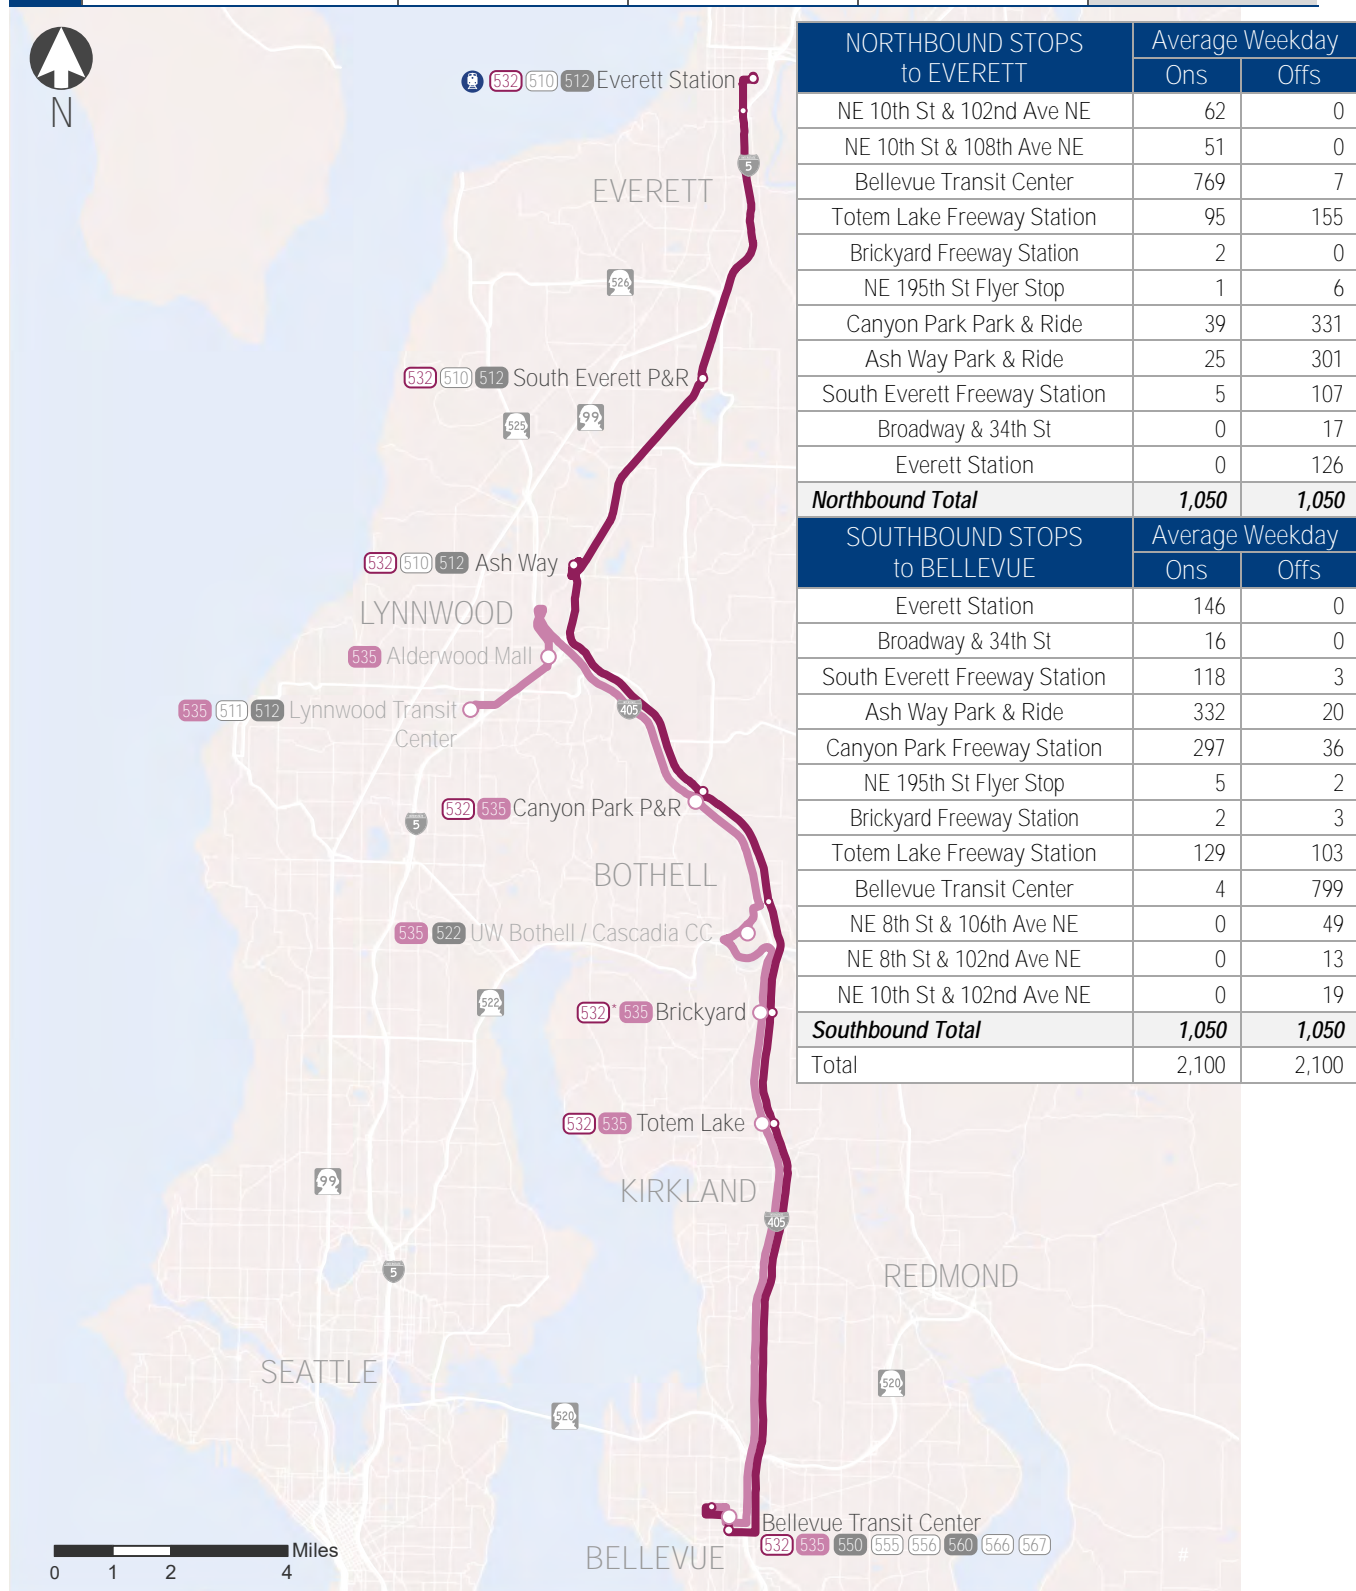 N
532 510 512 Everett Station
5
EVERETT
526
532 510 512 South Everett P&R
99
525
532 510 512 Ash Way
LYNNWOOD
535 Alderwood Mall
535 511 512 Lynnwood Transit
Center
405
532 535 Canyon Park P&R
5
BOTHELL
535 522 UW Bothell / Cascadia CC
522
532* 535 Brickyard
532 535 Totem Lake
99
KIRKLAND
405
5
REDMOND
SEATTLE
520
520
Bellevue Transit Center
532 535 550 555 556 560 566 567
BELLEVUE
#
Miles
0 1 2 4
NORTHBOUND STOPS Average Weekday
to EVERETT Ons Offs
NE 10th St & 102nd Ave NE 62 0
NE 10th St & 108th Ave NE 51 0
Bellevue Transit Center 769 7
Totem Lake Freeway Station 95 155
Brickyard Freeway Station 2 0
NE 195th St Flyer Stop 1 6
Canyon Park Park & Ride 39 331
Ash Way Park & Ride 25 301
South Everett Freeway Station 5 107
Broadway & 34th St 0 17
Everett Station 0 126
Northbound Total 1,050 1,050
SOUTHBOUND STOPS Average Weekday
to BELLEVUE Ons Offs
Everett Station 146 0
Broadway & 34th St 16 0
South Everett Freeway Station 118 3
Ash Way Park & Ride 332 20
Canyon Park Freeway Station 297 36
NE 195th St Flyer Stop 5 2
Brickyard Freeway Station 2 3
Totem Lake Freeway Station 129 103
Bellevue Transit Center 4 799
NE 8th St & 106th Ave NE 0 49
NE 8th St & 102nd Ave NE 0 13
NE 10th St & 102nd Ave NE 0 19
Southbound Total 1,050 1,050
Total 2,100 2,100